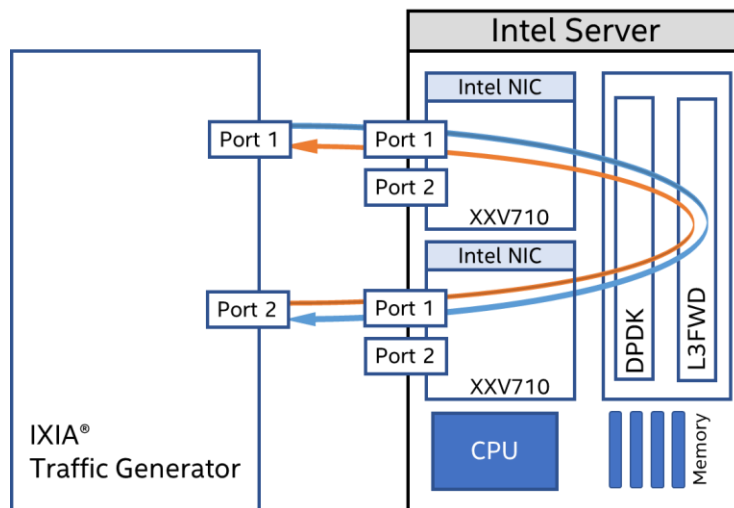 Intel Server
Intel NIC
Port 1
Port 1
Port 2
XXV710
Intel NIC
Port 2
Port 1
Port 2
XXV710
DPDK
L3FWD
IXIA®
Traffic Generator
CPU
Memory